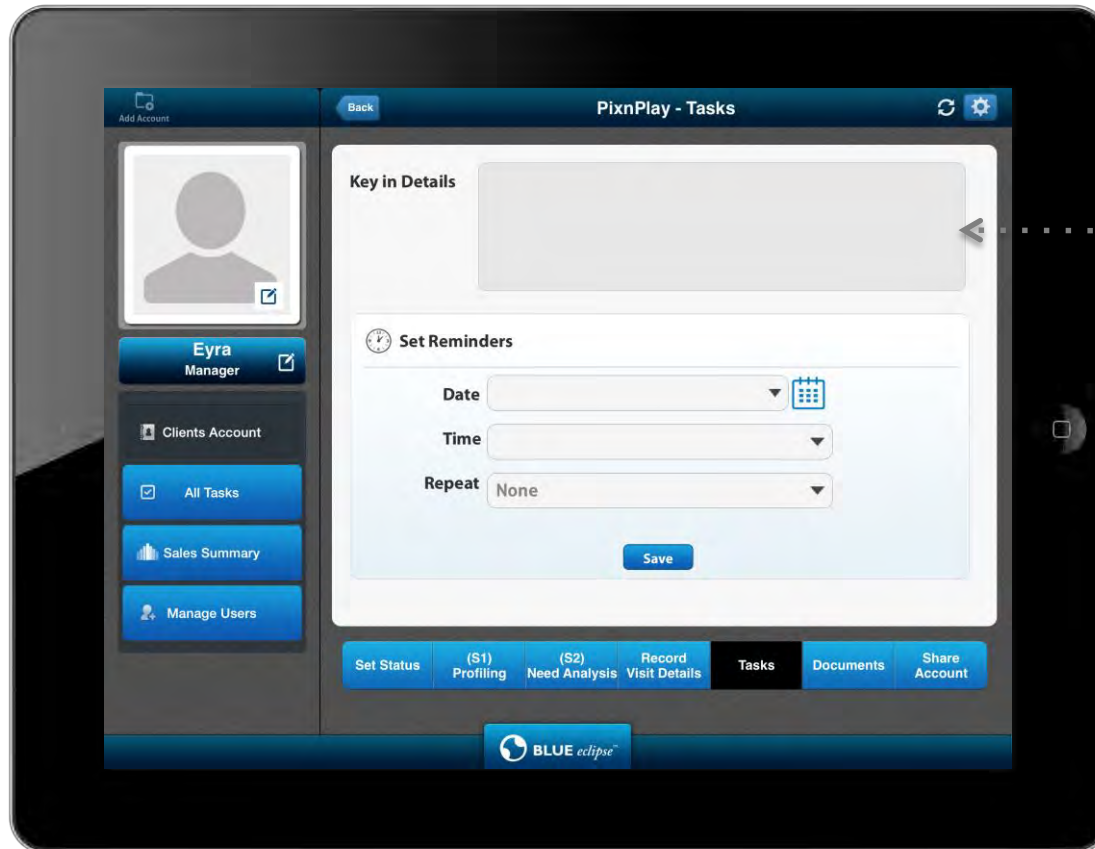 Add Account
Back
PixnPlay - Tasks
Key in Details
Eyra
Manager
Clients Account
All Tasks
Sales Summary
Manage Users
Set Reminders
Date
Time
Repeat
None
Save
Set Status
(S1)
Profiling
(S2)
Need Analysis
Record
Visit Details
Tasks
Documents
Share
Account
BLUE eclipse™